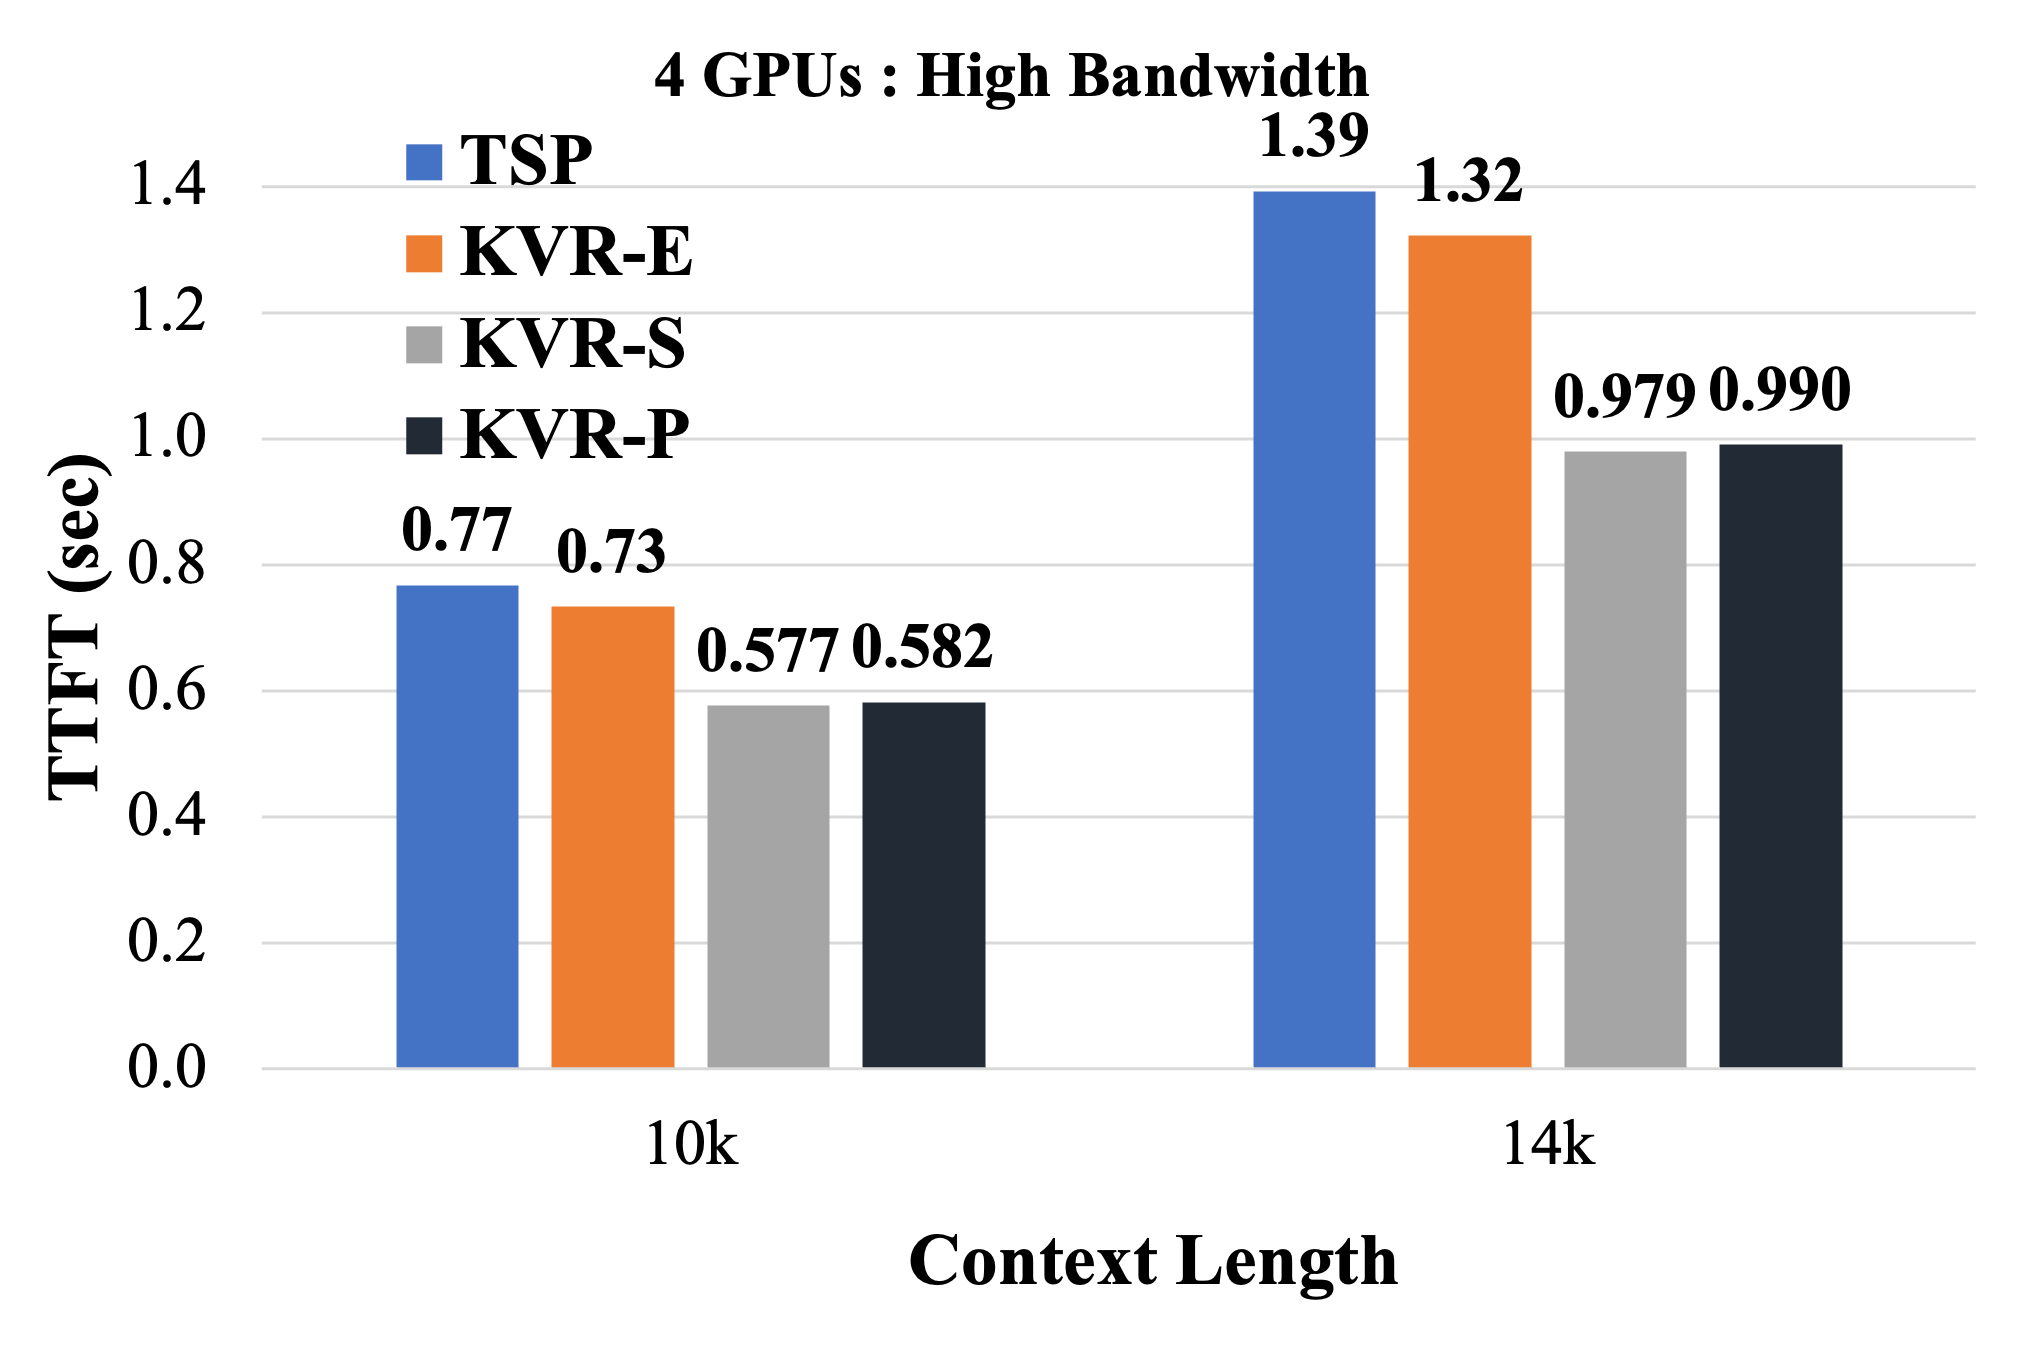 4 GPUs : High Bandwidth
TSP
KVR-E
KVR-S
KVR-P
TTFT (sec)
1.4
1.2
1.0
0.8
0.6
0.4
0.2
0.0
0.77
0.73
0.577
0.582
1.39
1.32
0.979
0.990
10k
14k
Context Length